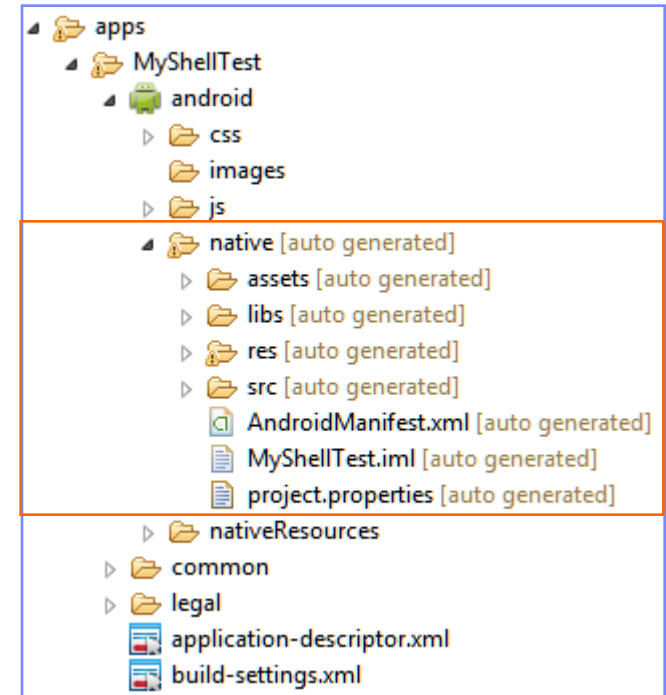 apps
MyShellTest
android
css
images
js
native [auto generated]
assets [auto generated]
libs [auto generated]
res [auto generated]
src [auto generated]
AndroidManifest.xml [auto generated]
MyShellTest.iml [auto generated]
project.properties [auto generated]
nativeResources
common
legal
application-descriptor.xml
build-settings.xml